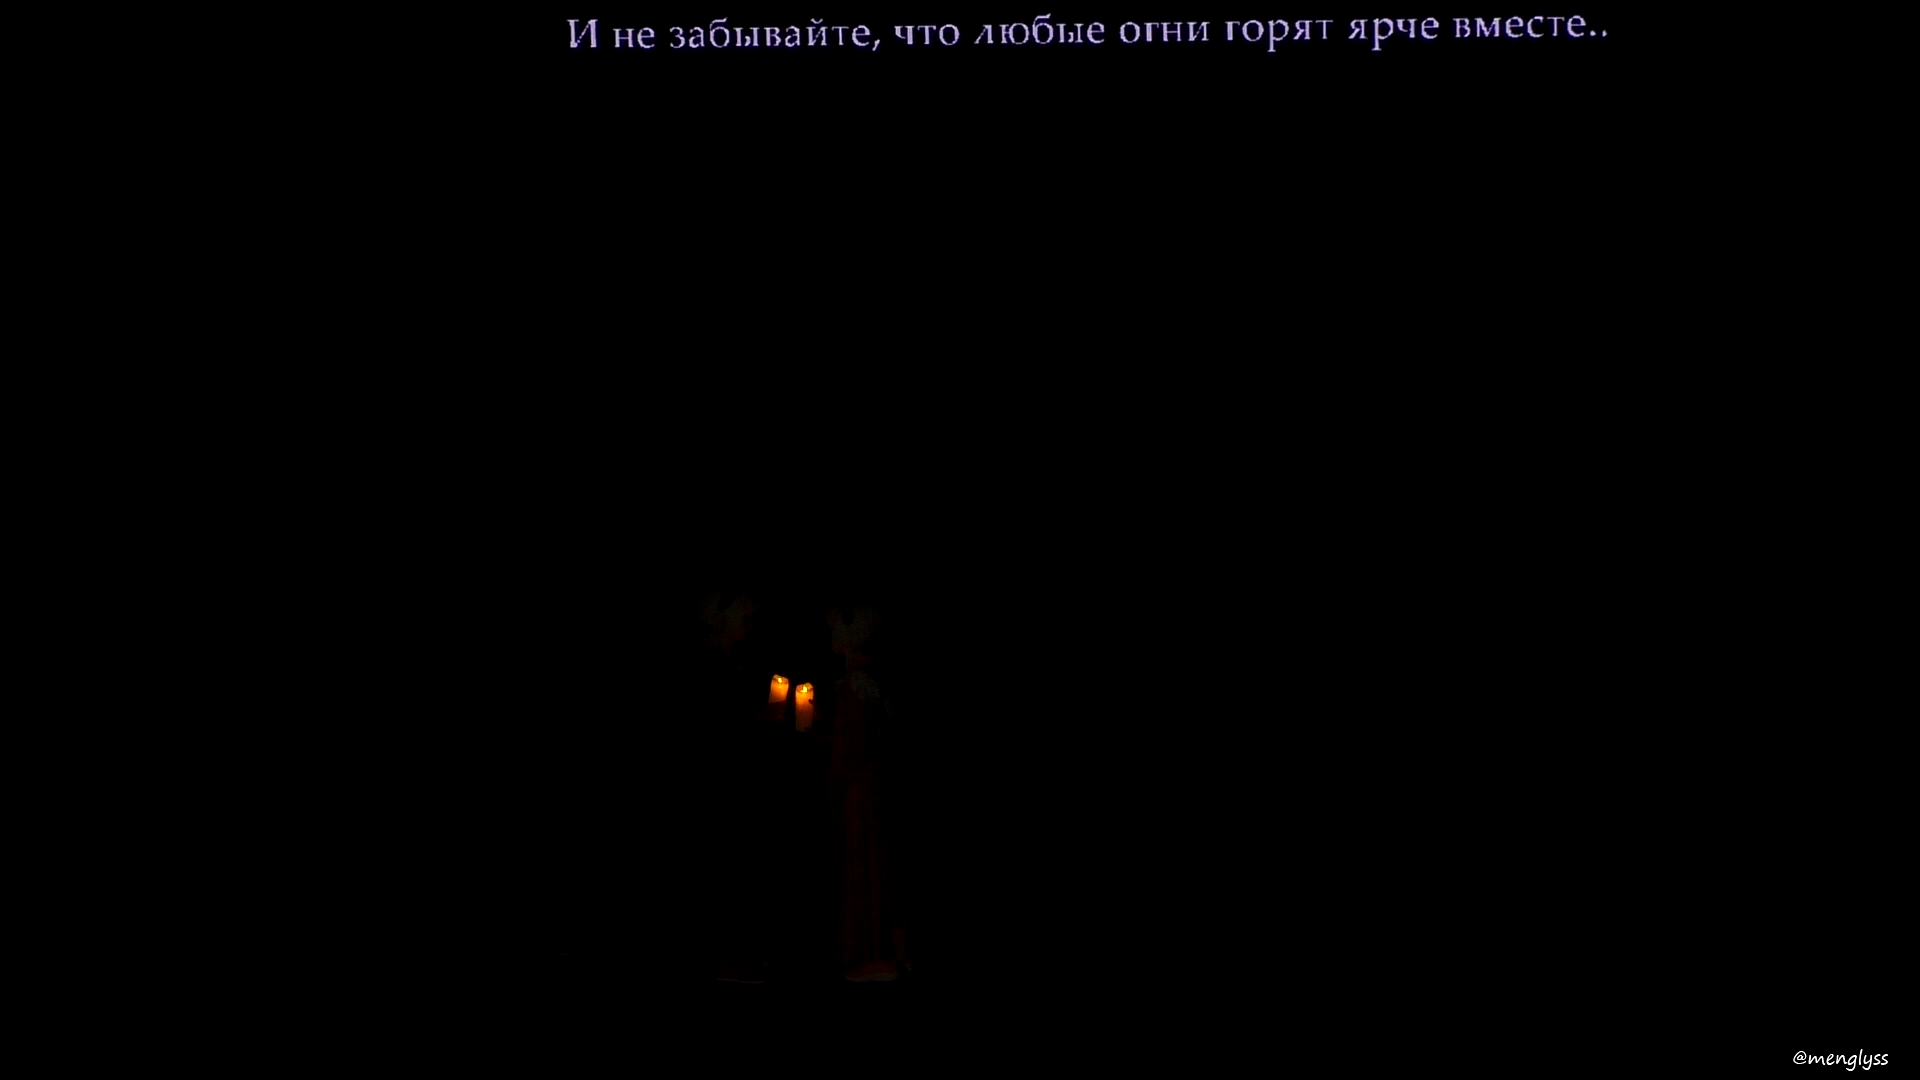 И не забывайте, что любые огни горят ярче вместе..
@menglyss